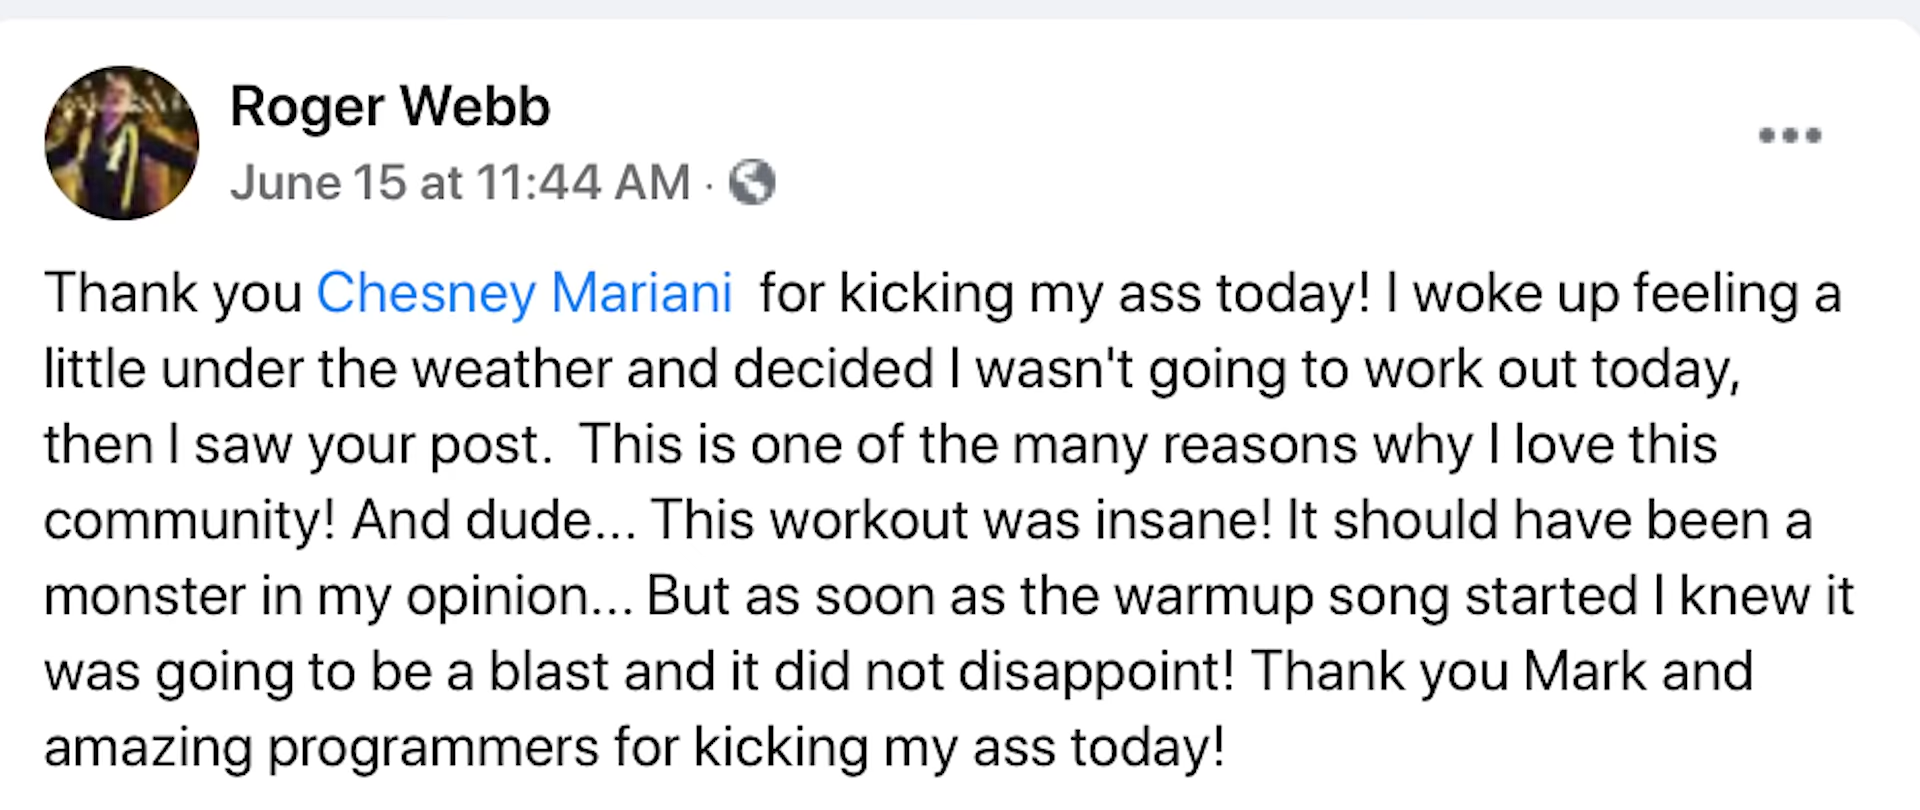 Roger Webb
June 15 at 11:44 AM ·
Thank you Chesney Mariani  for kicking my ass today! I woke up feeling a
little under the weather and decided I wasn't going to work out today,
then I saw your post.  This is one of the many reasons why I love this
community! And dude... This workout was insane! It should have been a
monster in my opinion... But as soon as the warmup song started I knew it
was going to be a blast and it did not disappoint! Thank you Mark and
amazing programmers for kicking my ass today!